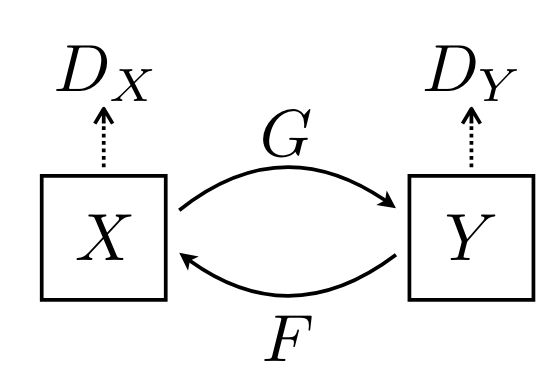 D_X D_Y
G
X Y
F